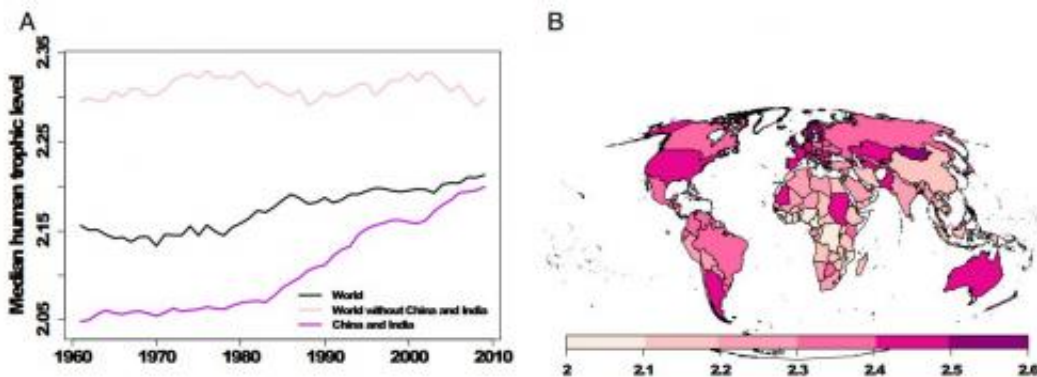 A
Median human trophic level
2.35
2.25
2.15
2.05
World
World without China and India
China and India
1960 1970 1980 1990 2000 2010
B
2 2.1 2.2 2.3 2.4 2.5 2.6